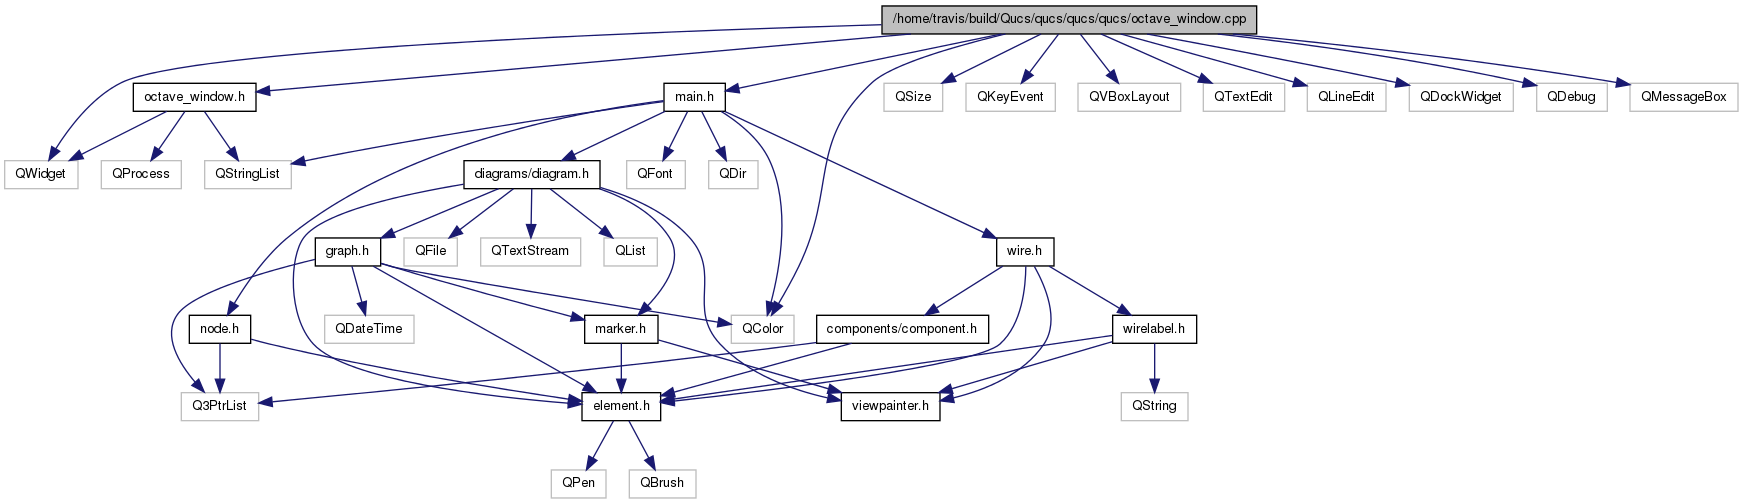 /home/travis/build/Qucs/qucs/qucs/qucs/octave_window.cpp
octave_window.h
main.h
QSize
QKeyEvent
QVBoxLayout
QTextEdit
QLineEdit
QDockWidget
QDebug
QMessageBox
QWidget
QProcess
QStringList
diagrams/diagram.h
QFont
QDir
graph.h
QFile
QTextStream
QList
wire.h
node.h
QDateTime
marker.h
QColor
components/component.h
wirelabel.h
Q3PtrList
element.h
viewpainter.h
QString
QPen
QBrush